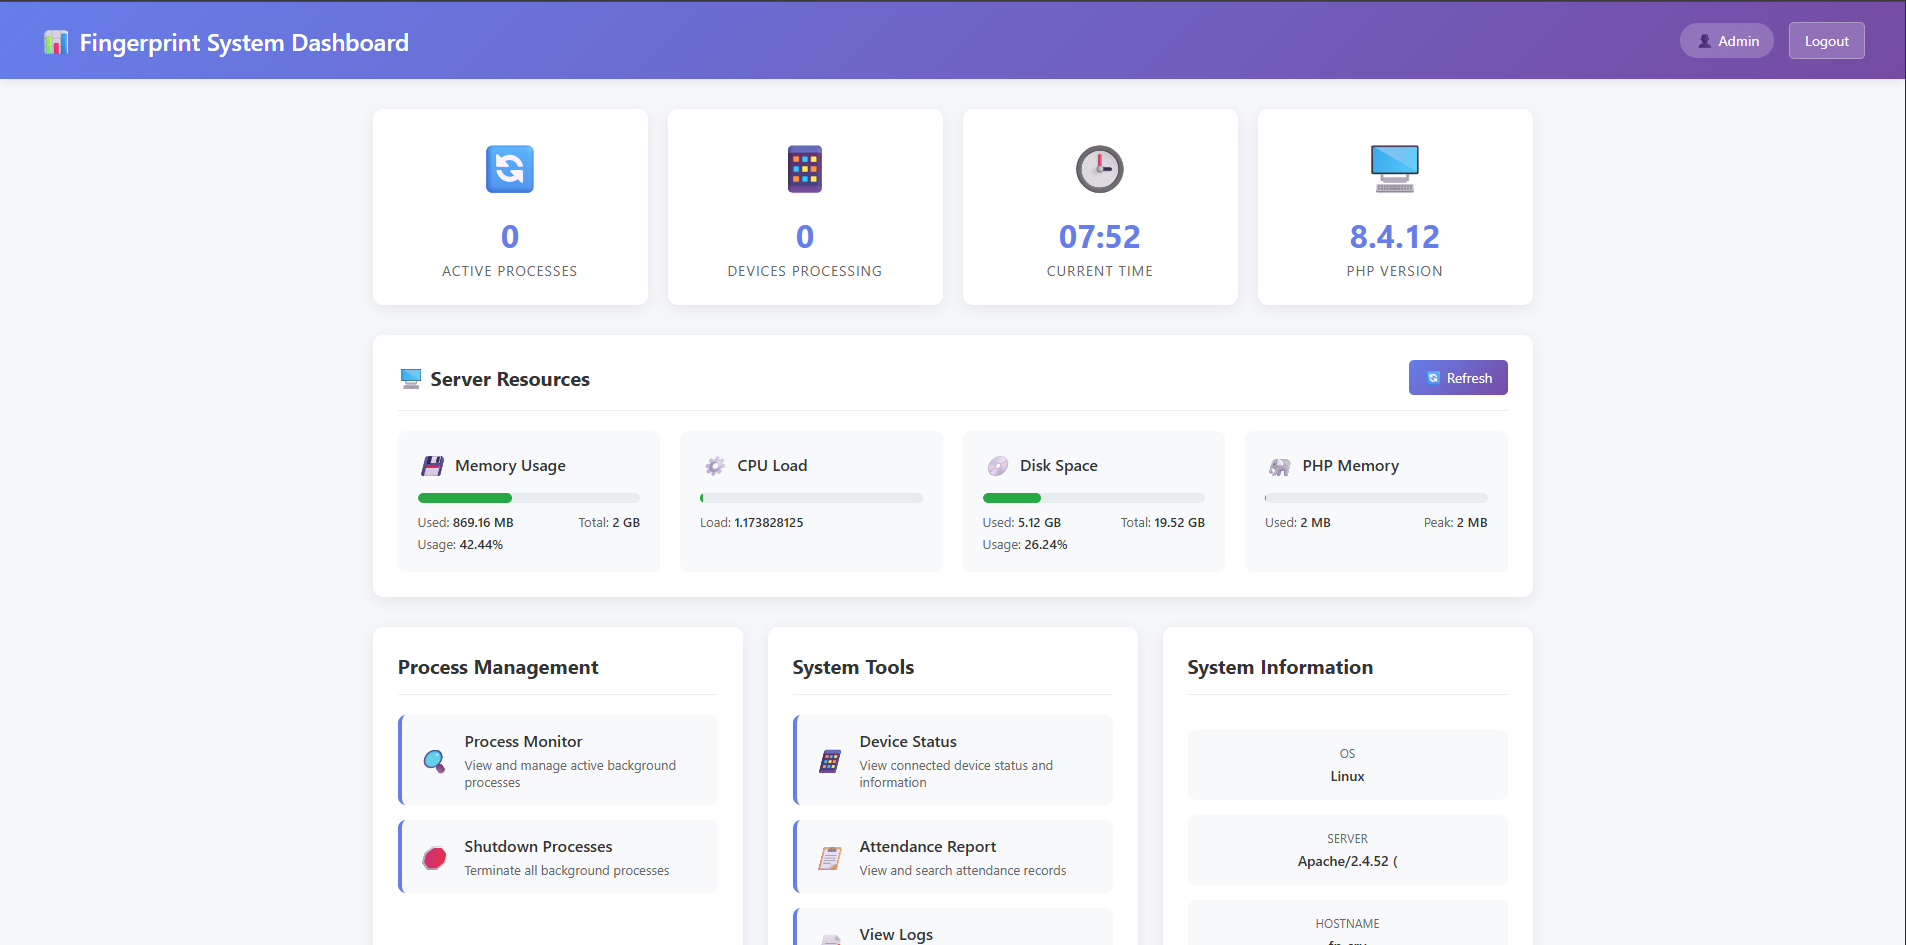 Fingerprint System Dashboard
Admin
Logout
0
ACTIVE PROCESSES
0
DEVICES PROCESSING
07:52
CURRENT TIME
8.4.12
PHP VERSION
Server Resources
Refresh
Memory Usage
Used: 869.16 MB Total: 2 GB
Usage: 42.44%
CPU Load
Load: 1.173828125
Disk Space
Used: 5.12 GB Total: 19.52 GB
Usage: 26.24%
PHP Memory
Used: 2 MB Peak: 2 MB
Process Management
Process Monitor
View and manage active background
processes
Shutdown Processes
Terminate all background processes
System Tools
Device Status
View connected device status and
information
Attendance Report
View and search attendance records
View Logs
System Information
OS
Linux
SERVER
Apache/2.4.52 (
HOSTNAME